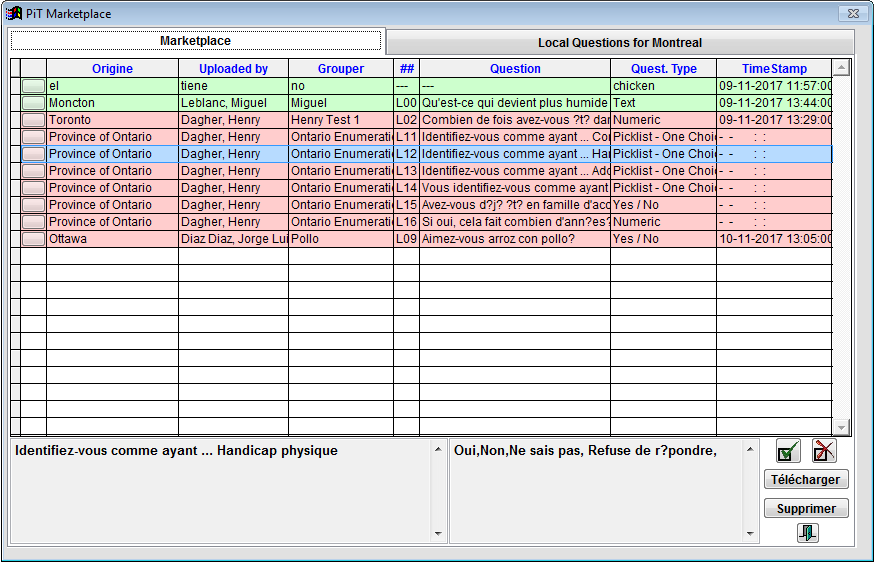 PiT Marketplace
Marketplace Local Questions for Montreal
Origine Uploaded by Grouper ## Question Quest. Type TimeStamp
el tiene no --- --- chicken 09-11-2017 11:57:00
Moncton Leblanc, Miguel Miguel L00 Qu'est-ce qui devient plus humide Text 09-11-2017 13:44:00
Toronto Dagher, Henry Henry Test 1 L02 Combien de fois avez-vous ?t? dar Numeric 09-11-2017 13:29:00
Province of Ontario Dagher, Henry Ontario Enumerati L11 Identifiez-vous comme ayant ... Co Picklist - One Choi - - : :
Province of Ontario Dagher, Henry Ontario Enumerati L12 Identifiez-vous comme ayant ... Har Picklist - One Choi - - : :
Province of Ontario Dagher, Henry Ontario Enumerati L13 Identifiez-vous comme ayant ... Add Picklist - One Choi - - : :
Province of Ontario Dagher, Henry Ontario Enumerati L14 Vous identifiez-vous comme ayant Picklist - One Choi - - : :
Province of Ontario Dagher, Henry Ontario Enumerati L15 Avez-vous d?j? ?t? en famille d'acc Yes / No - - : :
Province of Ontario Dagher, Henry Ontario Enumerati L16 Si oui, cela fait combien d'ann?es? Numeric - - : :
Ottawa Diaz Diaz, Jorge Lui Pollo L09 Aimez-vous arroz con pollo? Yes / No 10-11-2017 13:05:00
Identifiez-vous comme ayant ... Handicap physique
Oui,Non,Ne sais pas, Refuse de r?pondre,
Télécharger
Supprimer